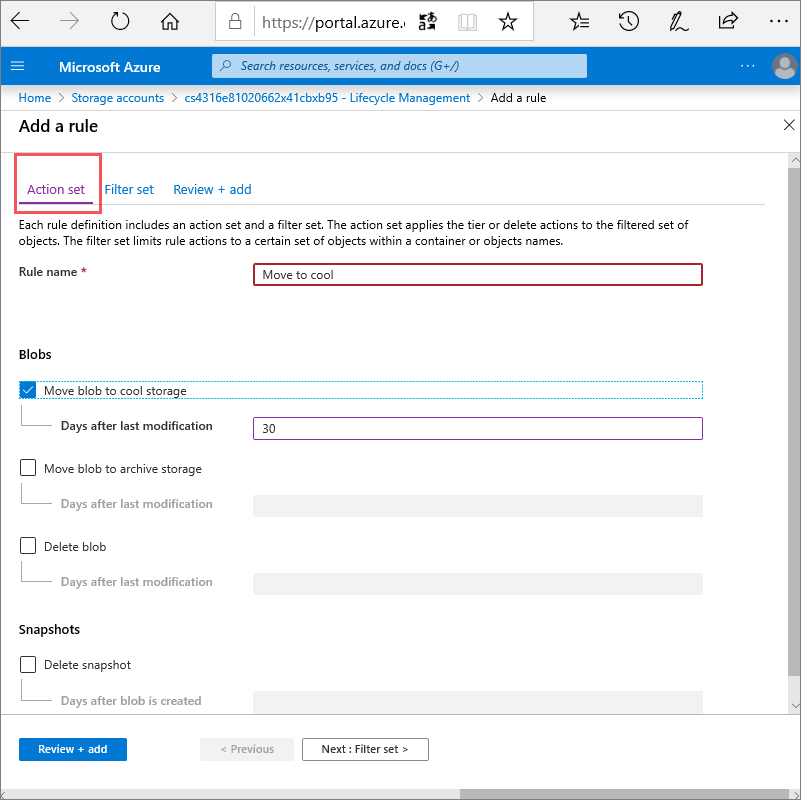 https://portal.azure.
Microsoft Azure
Search resources, services, and docs (G+/)
Home > Storage accounts > cs4316e81020662x41cbxb95 - Lifecycle Management > Add a rule
Add a rule
Action set Filter set Review + add
Each rule definition includes an action set and a filter set. The action set applies the tier or delete actions to the filtered set of
objects. The filter set limits rule actions to a certain set of objects within a container or objects names.
Rule name * Move to cool
Blobs
Move blob to cool storage
Days after last modification 30
Move blob to archive storage
Days after last modification
Delete blob
Days after last modification
Snapshots
Delete snapshot
Days after blob is created
Review + add < Previous Next : Filter set >